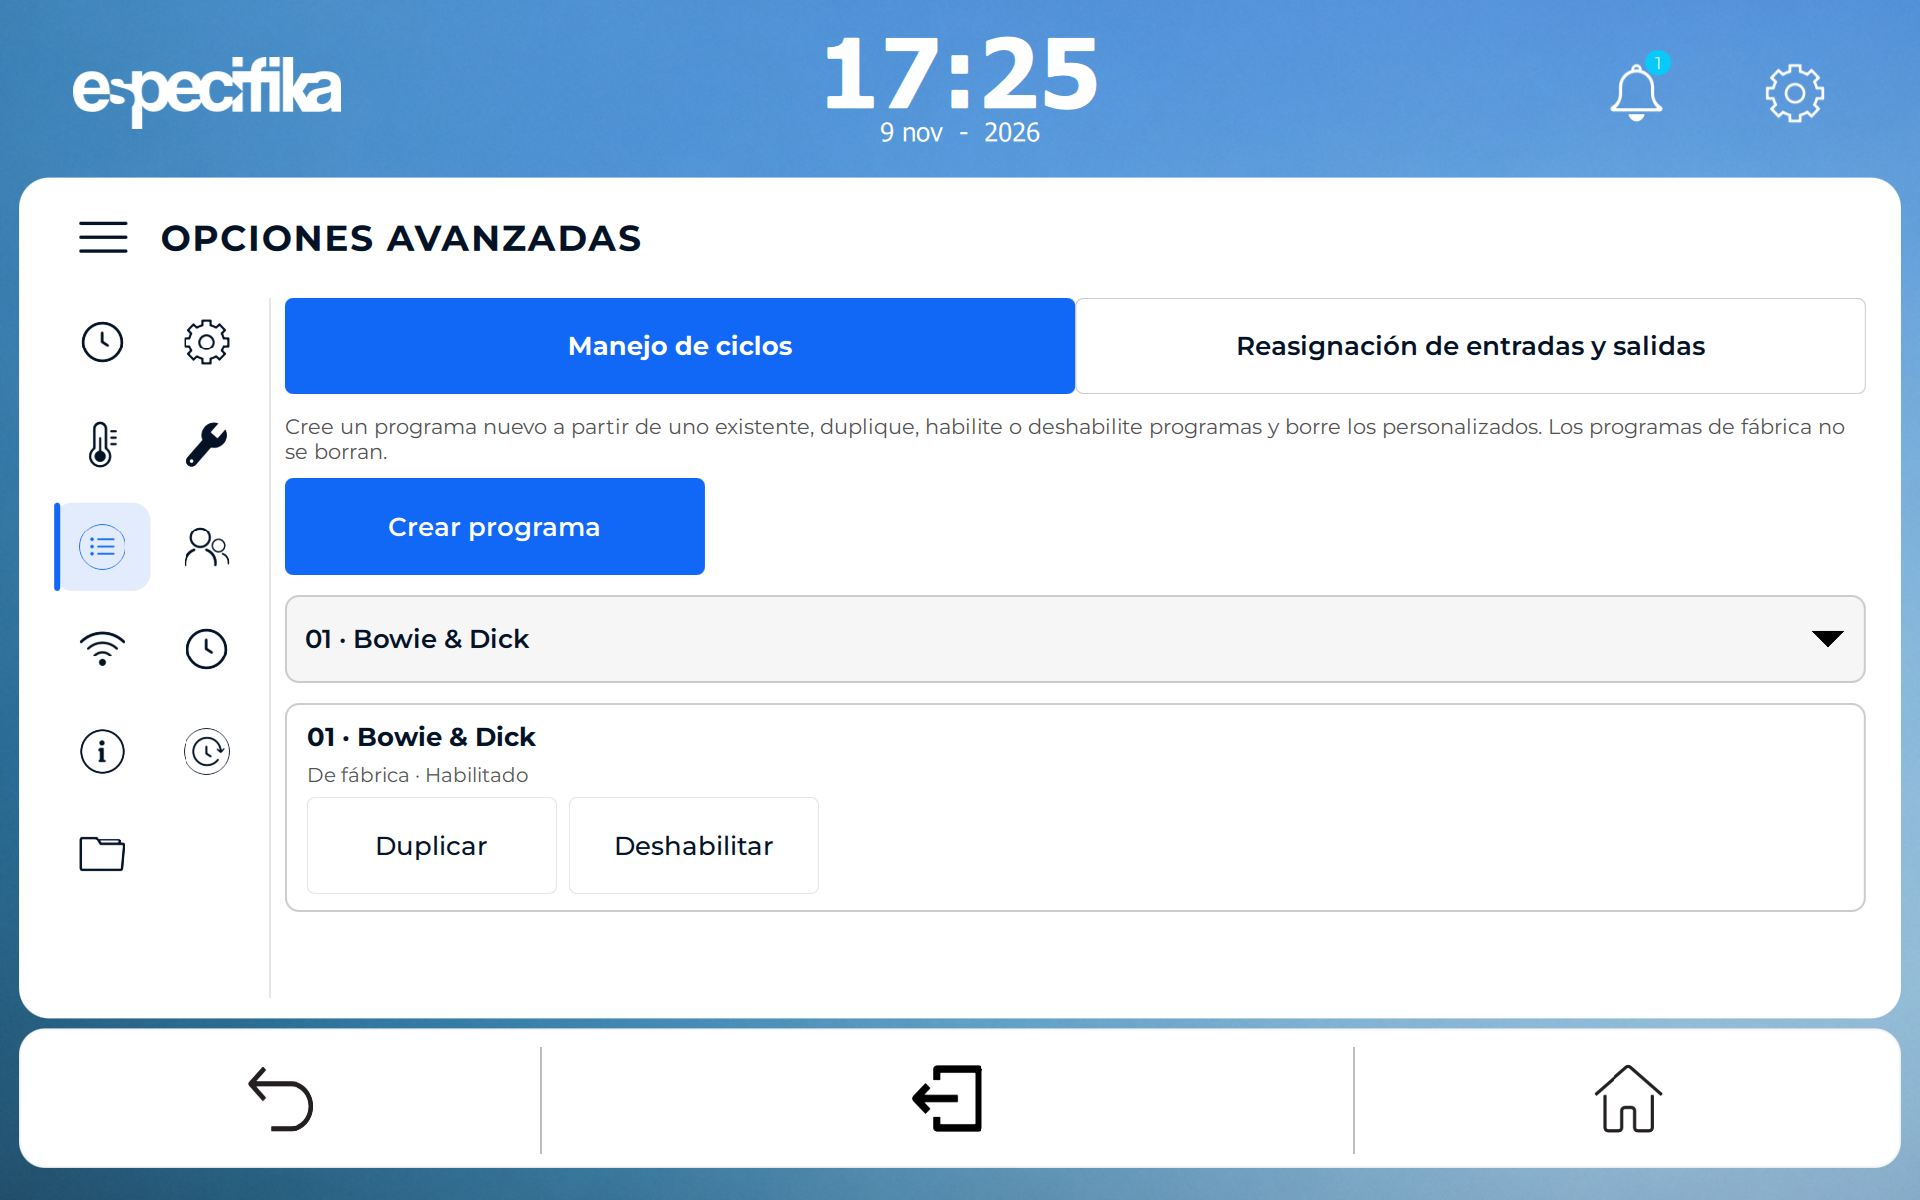 especifika
17:25
9 nov - 2026
1
OPCIONES AVANZADAS
Manejo de ciclos
Reasignación de entradas y salidas
Cree un programa nuevo a partir de uno existente, duplique, habilite o deshabilite programas y borre los personalizados. Los programas de fábrica no
se borran.
Crear programa
01 · Bowie & Dick
01 · Bowie & Dick
De fábrica · Habilitado
Duplicar
Deshabilitar